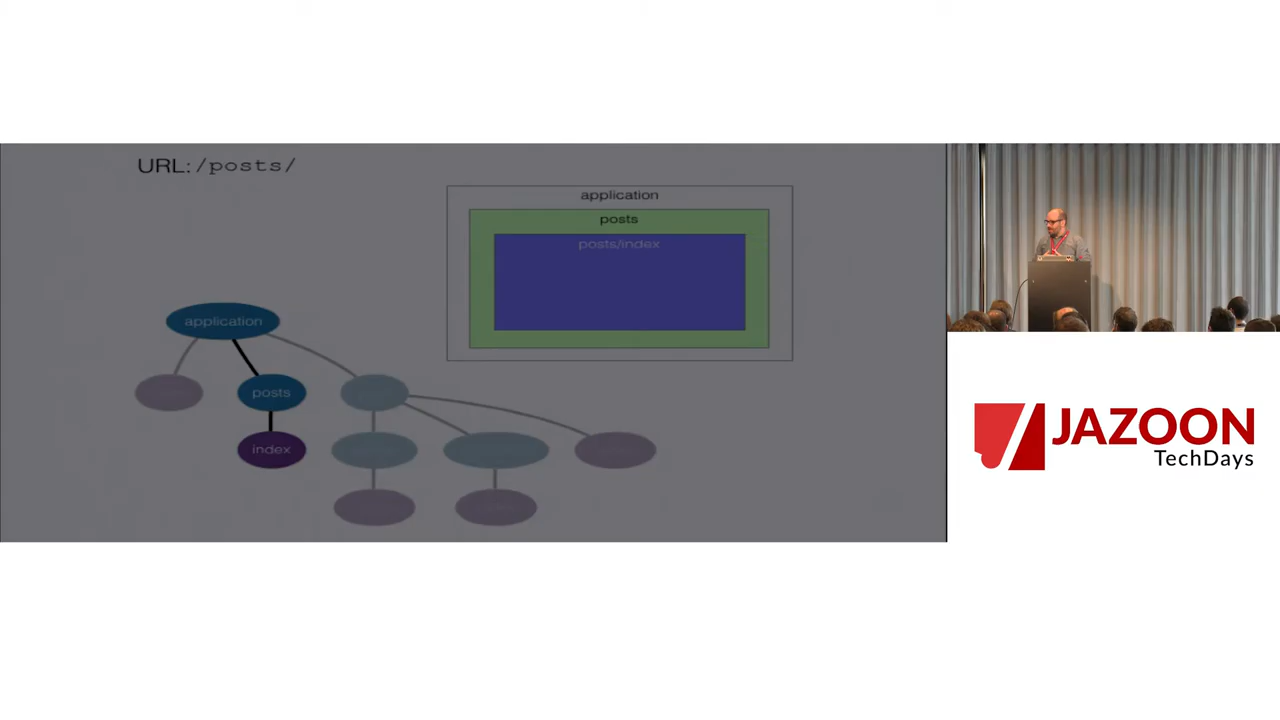 URL: /posts/
application
posts
posts/index
application
posts
index
JAZOON
TechDays